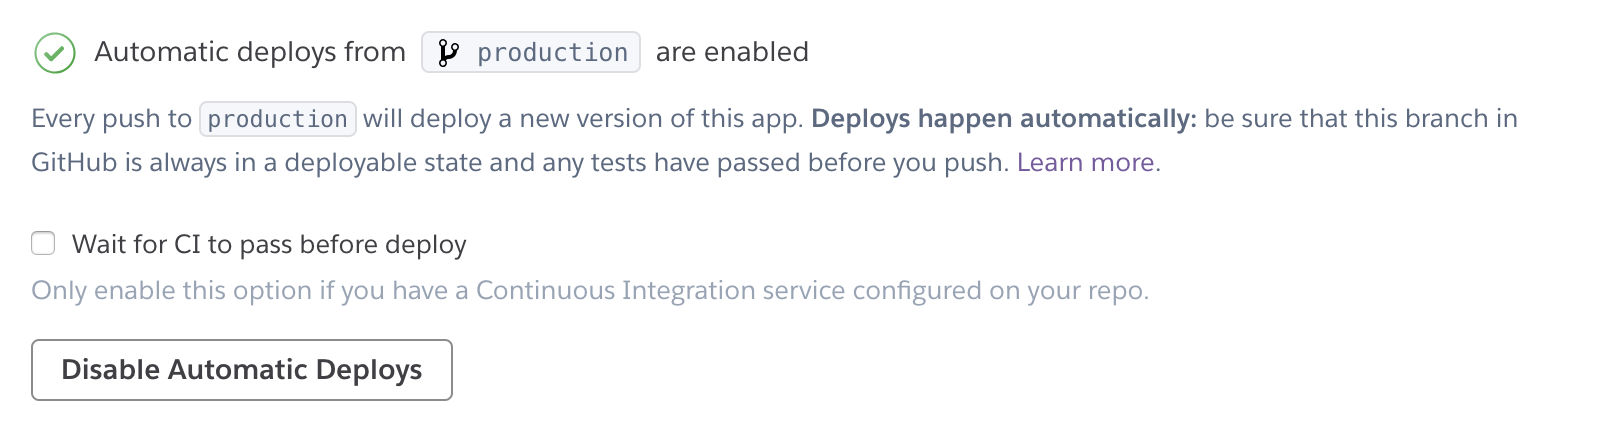 Automatic deploys from production are enabled
Every push to production will deploy a new version of this app. Deploys happen automatically: be sure that this branch in
GitHub is always in a deployable state and any tests have passed before you push. Learn more.
Wait for CI to pass before deploy
Only enable this option if you have a Continuous Integration service configured on your repo.
Disable Automatic Deploys